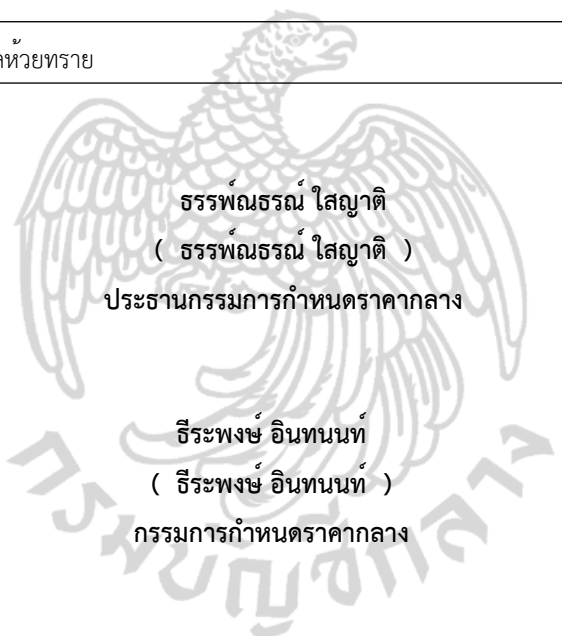 ห้วยทราย
ธรรพ์ณธรณ์ ใสญาติ
( ธรรพ์ณธรณ์ ใสญาติ )
ประธานกรรมการกำหนดราคากลาง
ธีระพงษ์ อินทนนท์
( ธีระพงษ์ อินทนนท์ )
กรรมการกำหนดราคากลาง
กรมบัญชีกลาง